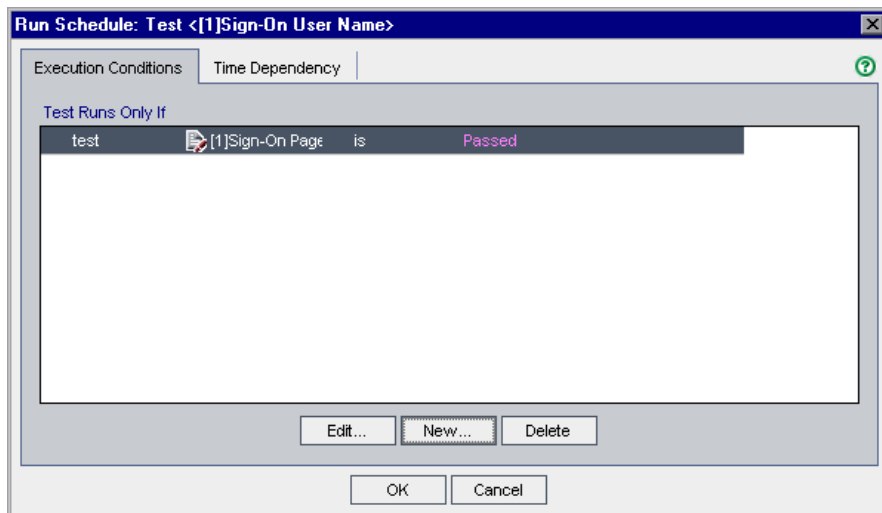 Run Schedule: Test <[1]Sign-On User Name>
Execution Conditions Time Dependency
Test Runs Only If
test [1]Sign-On Page is Passed
Edit... New... Delete
OK Cancel